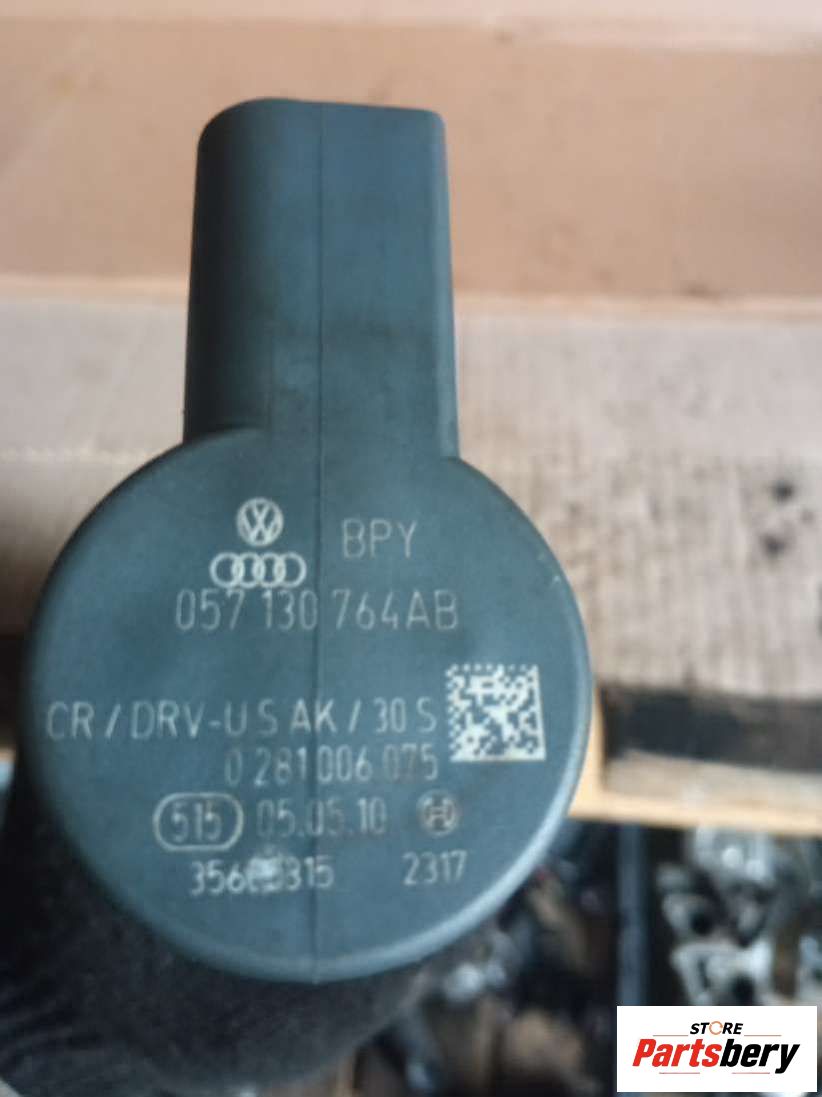 BPY
057 130 764AB
CR / DRV-U S AK / 30 S
0 281 006 075
515 05.05.10
2317
STORE
Partsbery